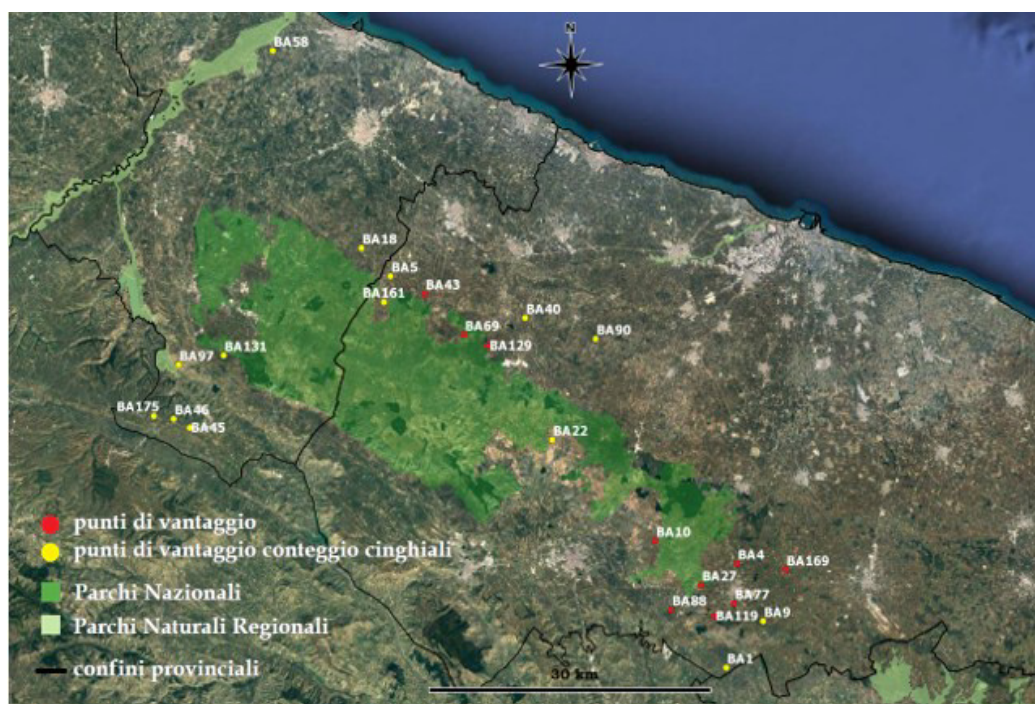 BA58
N
BA18
BA5
BA43
BA161
BA40
BA69
BA90
BA129
BA131
BA97
BA175
BA46
BA45
BA22
punti di vantaggio
punti di vantaggio conteggio cinghiali
Parchi Nazionali
Parchi Naturali Regionali
confini provinciali
BA10
BA4
BA169
BA27
BA77
BA88
BA119
BA9
BA1
30 km